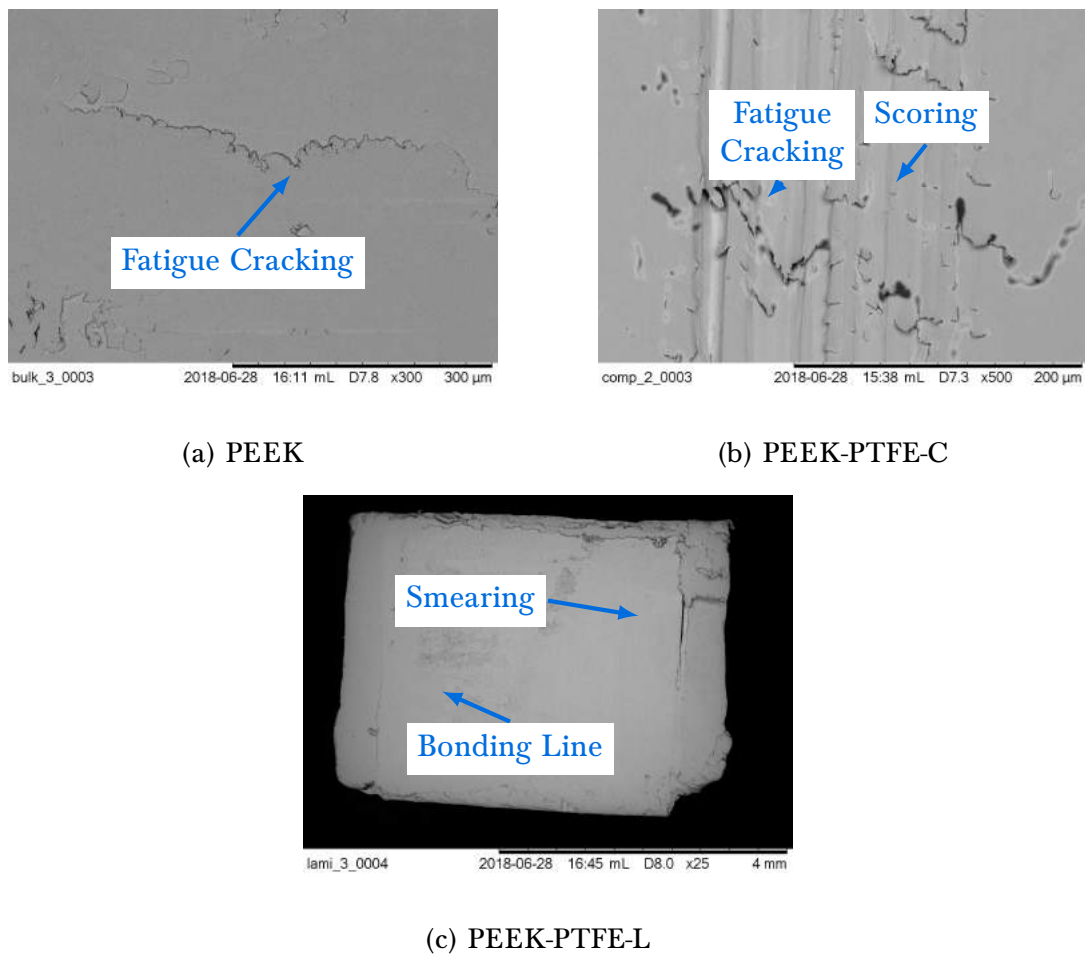 Fatigue Cracking
bulk_3_0003 2018-06-28 16:11 mL D7.8 x300 300 µm
(a) PEEK
Fatigue
Cracking
Scoring
comp_2_0003 2018-06-28 15:38 mL D7.3 x500 200 µm
(b) PEEK-PTFE-C
Smearing
Bonding Line
lami_3_0004 2018-06-28 16:45 mL D8.0 x25 4 mm
(c) PEEK-PTFE-L